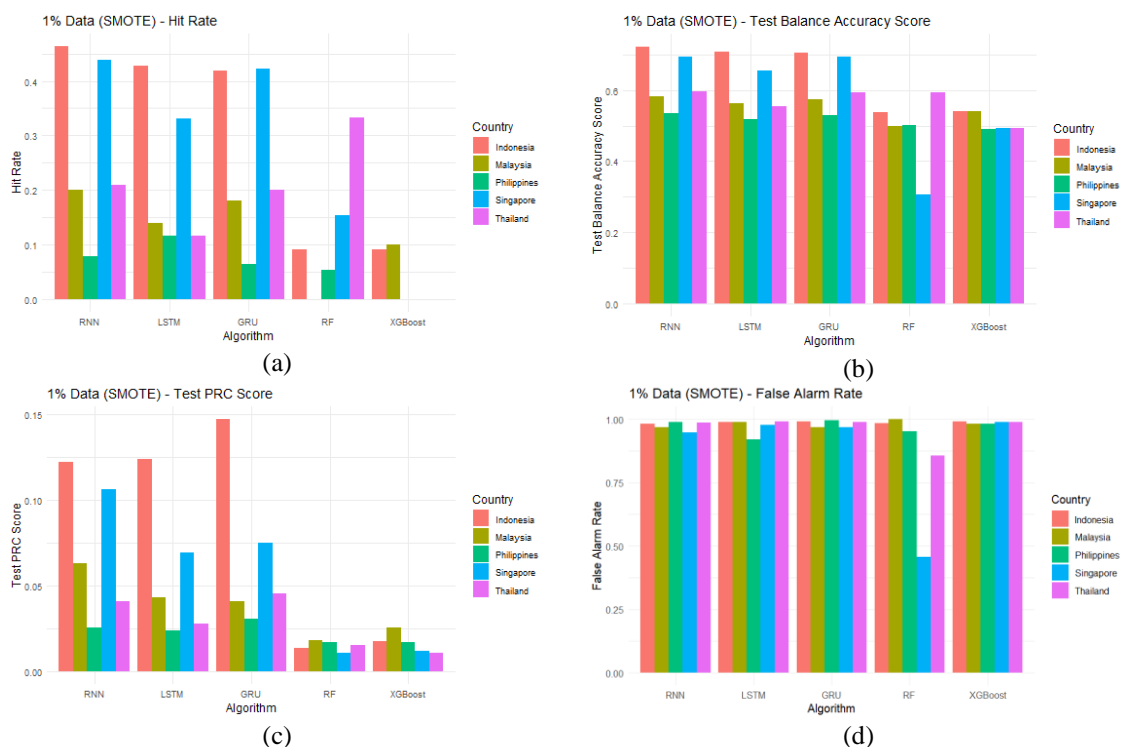 1% Data (SMOTE) - Hit Rate
Hit Rate
0.4
0.3
0.2
0.1
0.0
RNN LSTM GRU RF XGBoost
Algorithm
Country
Indonesia
Malaysia
Philippines
Singapore
Thailand
(a)
1% Data (SMOTE) - Test Balance Accuracy Score
Test Balance Accuracy Score
0.6
0.4
0.2
0.0
RNN LSTM GRU RF XGBoost
Algorithm
Country
Indonesia
Malaysia
Philippines
Singapore
Thailand
(b)
1% Data (SMOTE) - Test PRC Score
Test PRC Score
0.15
0.10
0.05
0.00
RNN LSTM GRU RF XGBoost
Algorithm
Country
Indonesia
Malaysia
Philippines
Singapore
Thailand
(c)
1% Data (SMOTE) - False Alarm Rate
False Alarm Rate
1.00
0.75
0.50
0.25
0.00
RNN LSTM GRU RF XGBoost
Algorithm
Country
Indonesia
Malaysia
Philippines
Singapore
Thailand
(d)